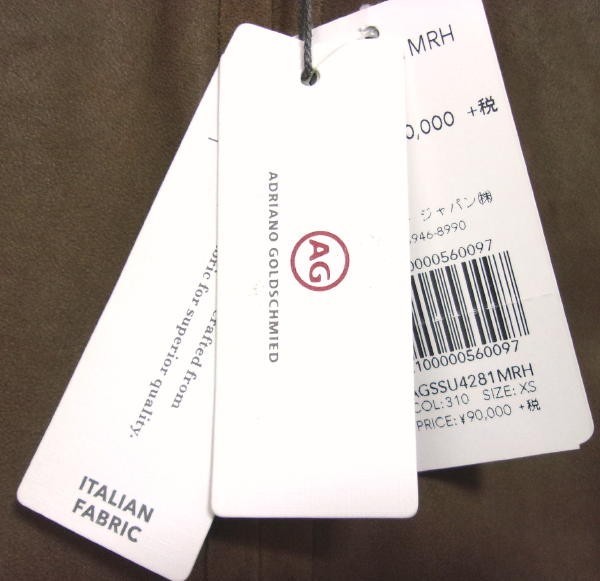 AG
ADRIANO GOLDSCHMIED
crafted from
for superior quality.
ITALIAN
FABRIC
MRH
0,000 +税
ジャパン㈱
946-8990
0000560097
100000560097
AGSSU4281MRH
COL:310 SIZE:XS
PRICE:¥90,000 +税